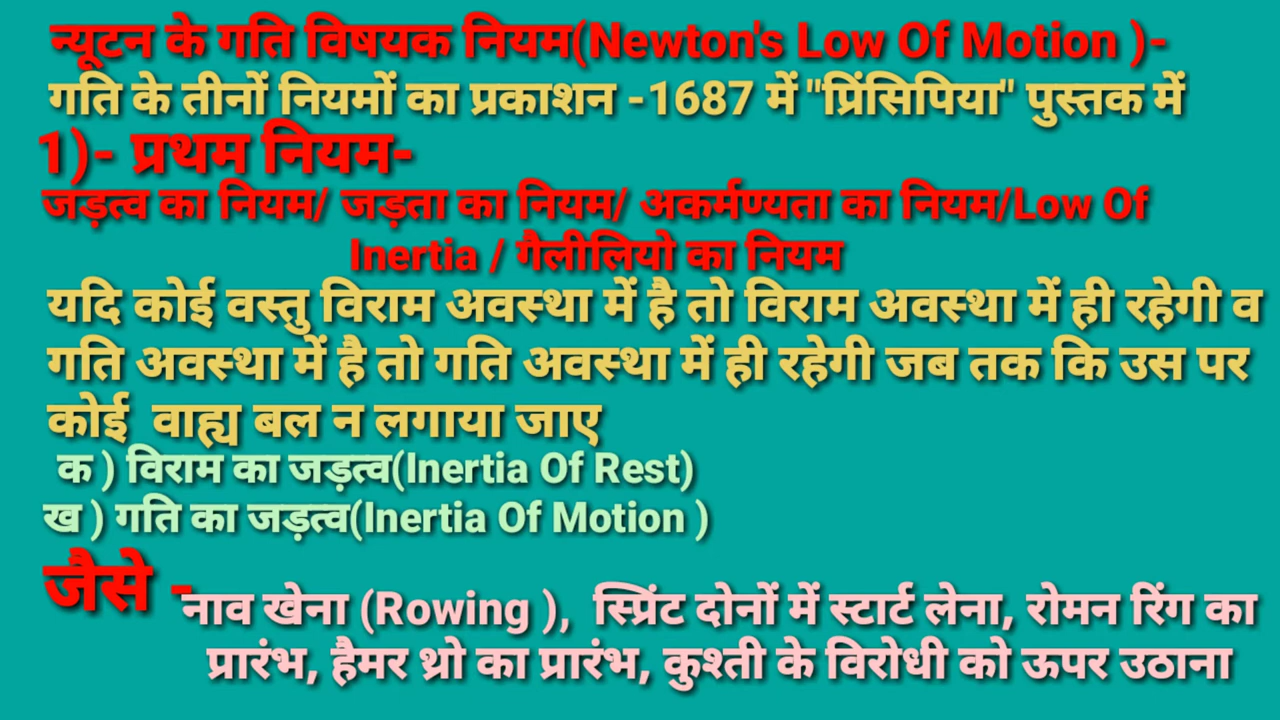 न्यूटन के गति विषयक नियम(Newton's Low Of Motion )-
गति के तीनों नियमों का प्रकाशन -1687 में "प्रिंसिपिया" पुस्तक में
1)- प्रथम नियम-
जड़त्व का नियम/ जड़ता का नियम/ अकर्मण्यता का नियम/Low Of
Inertia / गैलीलियो का नियम
यदि कोई वस्तु विराम अवस्था में है तो विराम अवस्था में ही रहेगी व
गति अवस्था में है तो गति अवस्था में ही रहेगी जब तक कि उस पर
कोई वाह्य बल न लगाया जाए
क ) विराम का जड़त्व(Inertia Of Rest)
ख ) गति का जड़त्व(Inertia Of Motion )
जैसे -
नाव खेना (Rowing ), स्प्रिंट दोनों में स्टार्ट लेना, रोमन रिंग का
प्रारंभ, हैमर थ्रो का प्रारंभ, कुश्ती के विरोधी को ऊपर उठाना